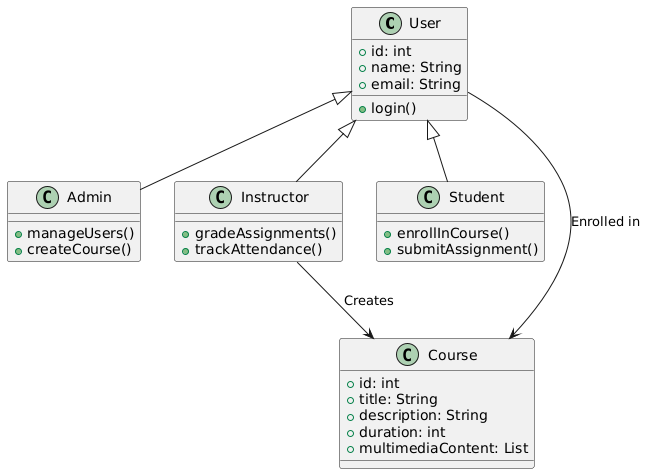 C User
+ id: int
+ name: String
+ email: String
+ login()
C Admin
+ manageUsers()
+ createCourse()
C Instructor
+ gradeAssignments()
+ trackAttendance()
C Student
+ enrollInCourse()
+ submitAssignment()
Enrolled in
Creates
C Course
+ id: int
+ title: String
+ description: String
+ duration: int
+ multimediaContent: List